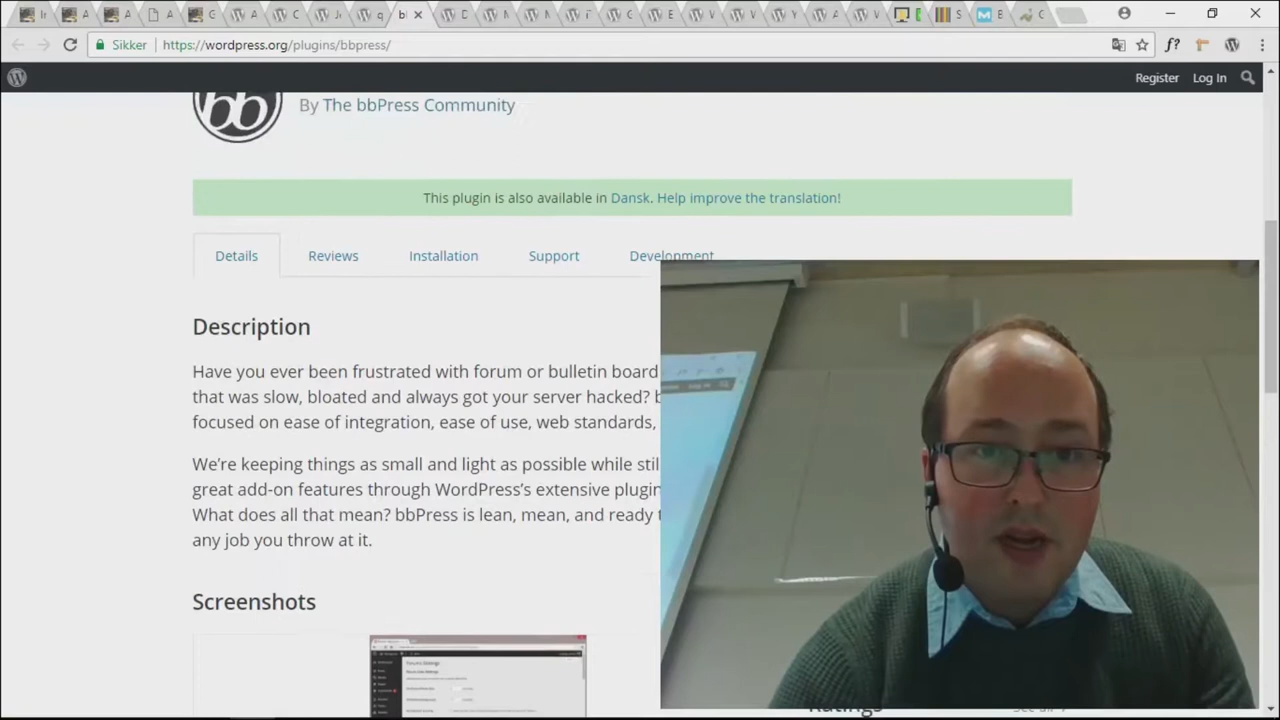 Sikker
https://wordpress.org/plugins/bbpress/
Register
Log In
bb
By The bbPress Community
This plugin is also available in Dansk. Help improve the translation!
Details
Reviews
Installation
Support
Development
Description
Have you ever been frustrated with forum or bulletin board
that was slow, bloated and always got your server hacked?
focused on ease of integration, ease of use, web standards,
We're keeping things as small and light as possible while
great add-on features through WordPress's extensive plugin
What does all that mean? bbPress is lean, mean, and ready
any job you throw at it.
Screenshots
Ratings